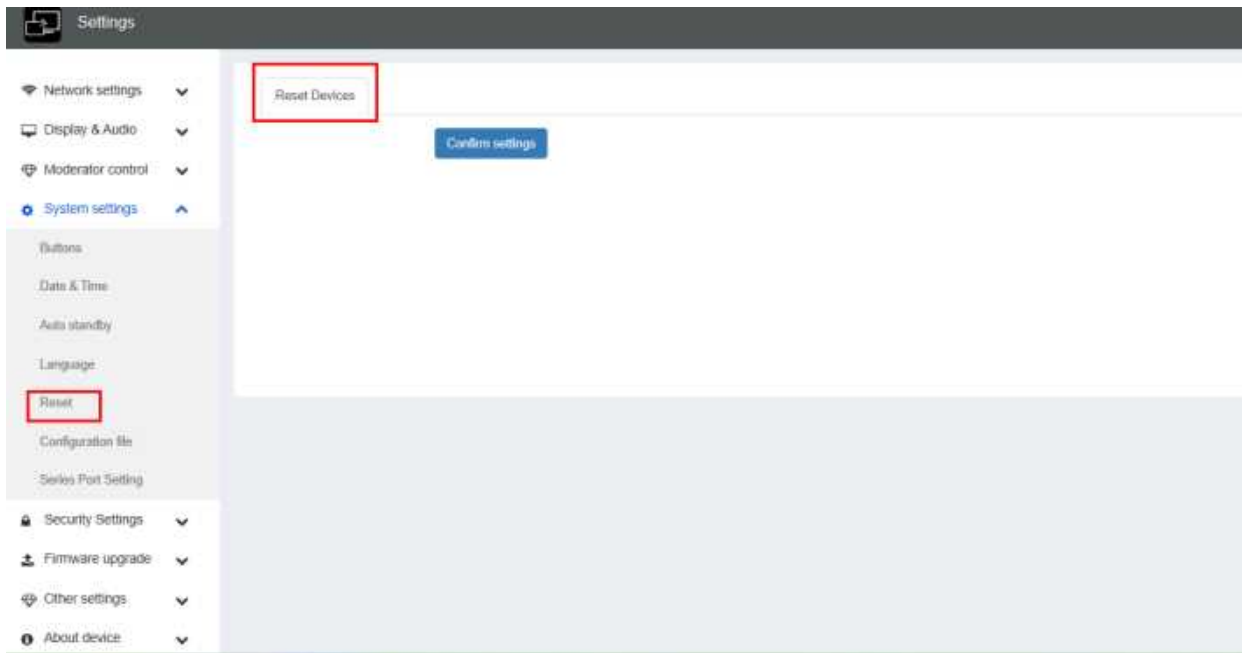 Settings
Network settings
Display & Audio
Moderator control
System settings
Buttons
Date & Time
Auto standby
Language
Reset
Configuration file
Series Port Setting
Security Settings
Firmware upgrade
Other settings
About device
Reset Devices
Confirm settings